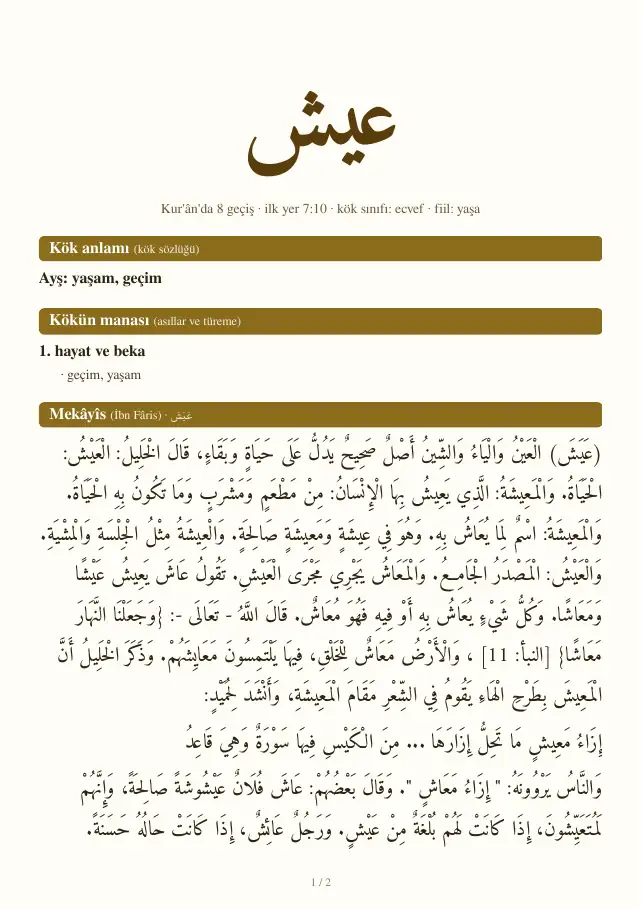 عيش
Kur'ân'da 8 geçiş · ilk yer 7:10 · kök sınıfı: ecvef · fiil: yaşa
Kök anlamı (kök sözlüğü)
Ayş: yaşam, geçim
Kökün manası (asıllar ve türeme)
1. hayat ve beka
· geçim, yaşam
Mekâyîs (İbn Fâris) · عَيَشَ
(عَيَشَ) الْعَيْنُ وَالْيَاءُ وَالشِّينُ أَصْلٌ صَحِيحٌ يَدُلُّ عَلَى حَيَاةٍ وَبَقَاءٍ، قَالَ الْخَلِيلُ: الْعَيْشُ:
الْحَيَاةُ. وَالْمَعِيشَةُ: الَّذِي يَعِيشُ بِهَا الْإِنْسَانُ: مِنْ مَطْعَمٍ وَمَشْرَبٍ وَمَا تَكُونُ بِهِ الْحَيَاةُ.
وَالْمَعِيشَةُ: اسْمٌ لِمَا يُعَاشُ بِهِ. وَهُوَ فِي عِيشَةٍ وَمَعِيشَةٍ صَالِحَةٍ. وَالْعِيشَةُ مِثْلُ الْجِلْسَةِ وَالْمِشْيَةِ.
وَالْعَيْشُ: الْمَصْدَرُ الْجَامِعُ. وَالْمَعَاشُ يَجْرِي مَجْرَى الْعَيْشِ. تَقُولُ عَاشَ يَعِيشُ عَيْشًا
وَمَعَاشًا. وَكُلُّ شَيْءٍ يُعَاشُ بِهِ أَوْ فِيهِ فَهُوَ مُعَاشٌ. قَالَ اللَّهُ - تَعَالَى -: {وَجَعَلْنَا النَّهَارَ
مَعَاشًا} [النبأ: 11] ، وَالْأَرْضُ مَعَاشٌ لِلْخَلْقِ، فِيهَا يَلْتَمِسُونَ مَعَايِشَهُمْ. وَذَكَرَ الْخَلِيلُ أَنَّ
الْمَعِيشَ بِطَرْحِ الْهَاءِ يَقُومُ فِي الشِّعْرِ مَقَامَ الْمَعِيشَةِ، وَأَنْشَدَ لِحُمَيْدٍ:
إِزَاءُ مَعِيشٍ مَا تَحِلُّ إِزَارَهَا ... مِنَ الْكَيْسِ فِيهَا سَوْرَةٌ وَهِيَ قَاعِدُ
وَالنَّاسُ يَرْوُونَهُ: " إِزَاءُ مَعَاشٍ ". وَقَالَ بَعْضُهُمْ: عَاشَ فُلَانٌ عَيْشُوشَةً صَالِحَةً، وَإِنَّهُمْ
لَمُتَعَيِّشُونَ، إِذَا كَانَتْ لَهُمْ بُلْغَةٌ مِنْ عَيْشٍ. وَرَجُلٌ عَائِشٌ، إِذَا كَانَتْ حَالُهُ حَسَنَةً.
1 / 2